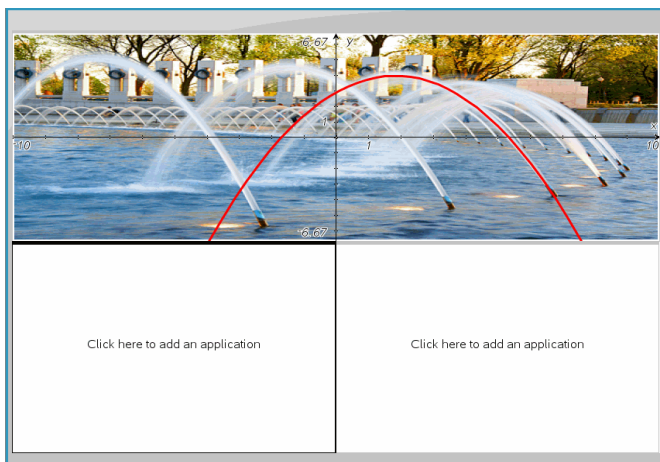 6.67 y
1
x
-10 1 10
-6.67
Click here to add an application
Click here to add an application